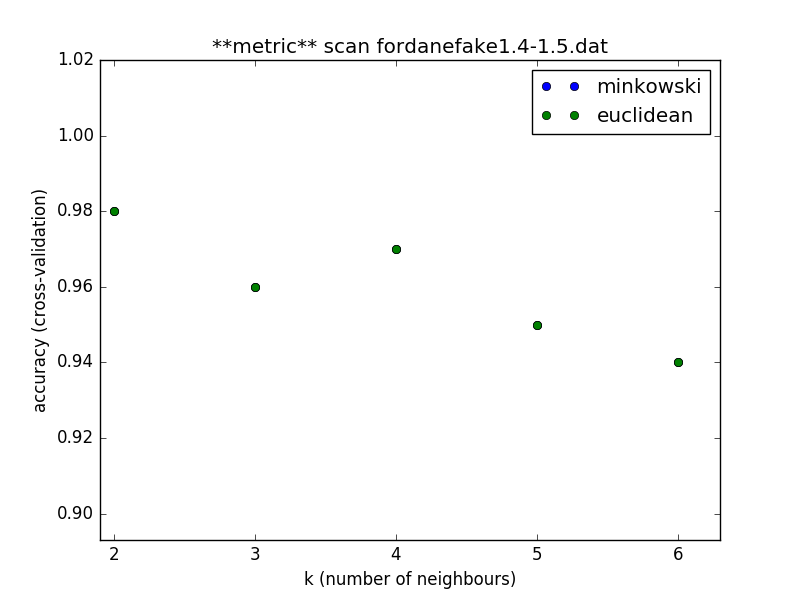 **metric** scan fordanefake1.4-1.5.dat
minkowski
euclidean
1.02
1.00
0.98
0.96
0.94
0.92
0.90
accuracy (cross-validation)
2 3 4 5 6
k (number of neighbours)